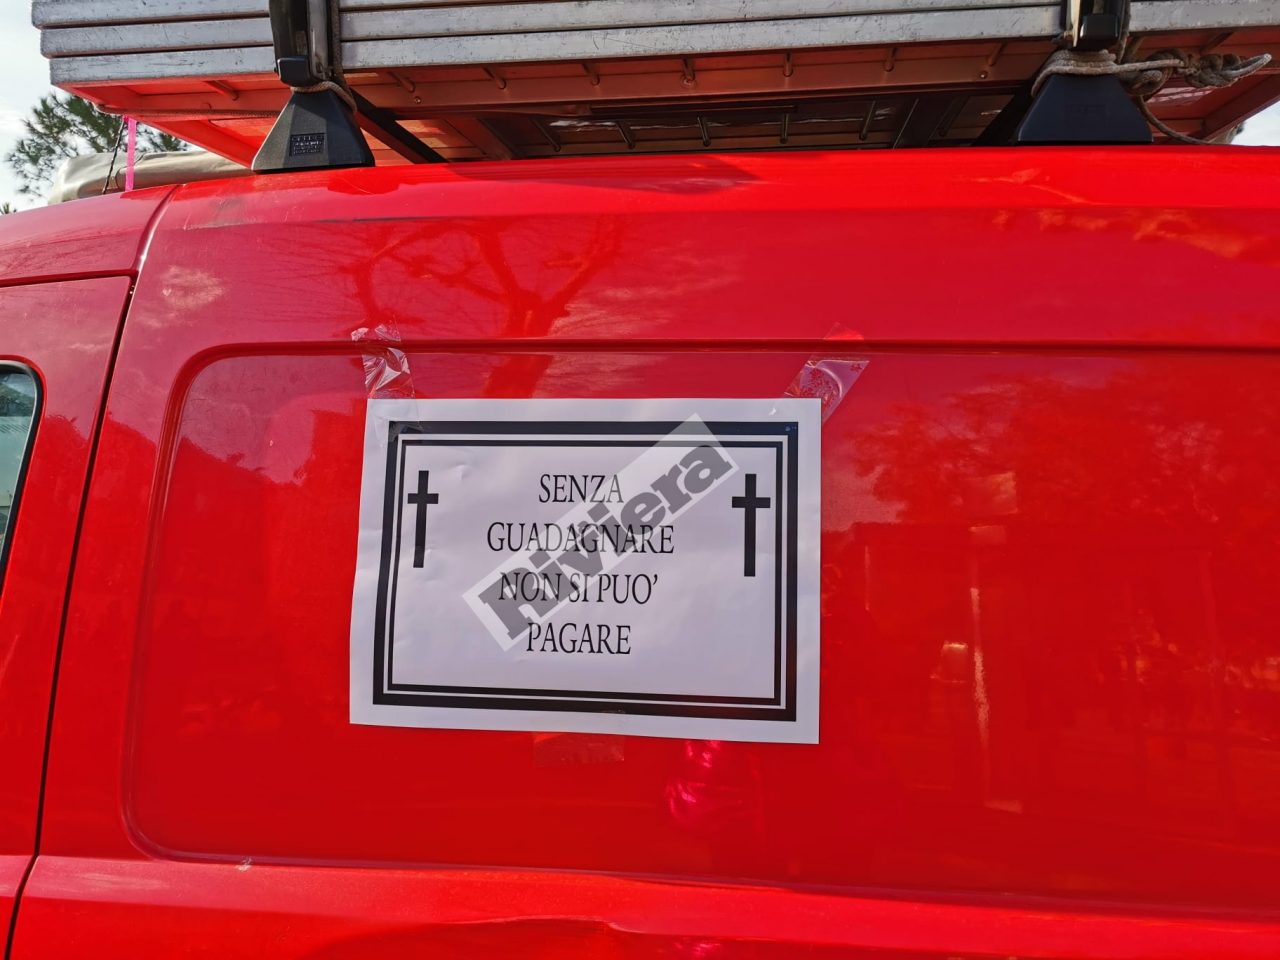 SENZA
GUADAGNARE
NON SI PUO’
PAGARE
Riviera